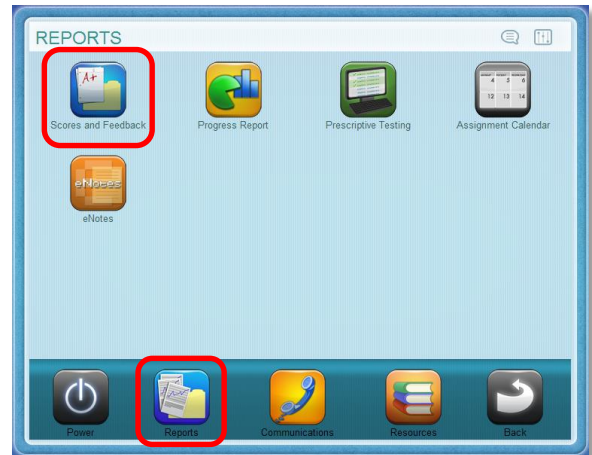 REPORTS
A+
4 5 6
12 13 14
Scores and Feedback Progress Report Prescriptive Testing Assignment Calendar
eNotes
eNotes
Power Reports Communications Resources Back